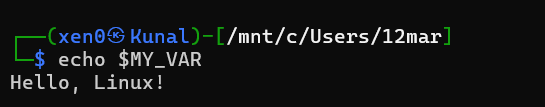 ┌──(xen0㉿Kunal)-[/mnt/c/Users/12mar]
└─$ echo $MY_VAR
Hello, Linux!